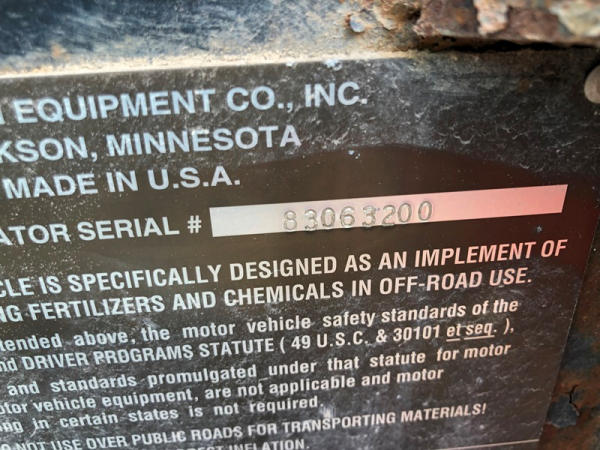 EQUIPMENT CO., INC.
KSON, MINNESOTA
MADE IN U.S.A.
ATOR SERIAL # 83063200
CLE IS SPECIFICALLY DESIGNED AS AN IMPLEMENT OF
NG FERTILIZERS AND CHEMICALS IN OFF-ROAD USE.
tended above, the motor vehicle safety standards of the
nd DRIVER PROGRAMS STATUTE ( 49 U.S.C. & 30101 et seq. ),
and standards promulgated under that statute for motor
otor vehicle equipment, are not applicable and motor
ing in certain states is not required.
NOT USE OVER PUBLIC ROADS FOR TRANSPORTING MATERIALS!
INFLATION.